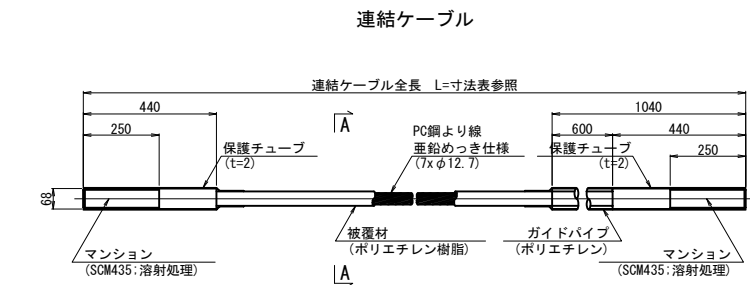 連結ケーブル
連結ケーブル全長 L=寸法表参照
440
1040
250
A
600
440
250
保護チューブ
(t=2)
PC鋼より線
亜鉛めっき仕様
(7xφ12.7)
保護チューブ
(t=2)
68
マンション
(SCM435:溶射処理)
被覆材
(ポリエチレン樹脂)
ガイドパイプ
(ポリエチレン)
マンション
(SCM435:溶射処理)
A